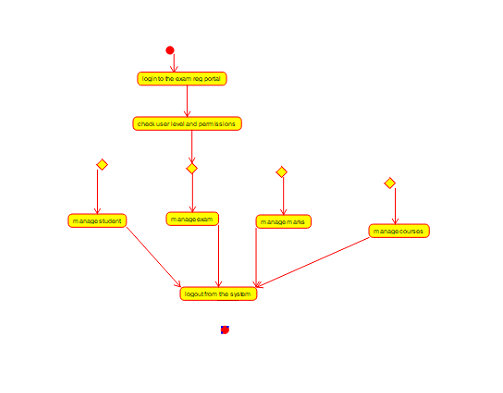 login to the exam reg portal
check user level and permissions
manage student
manage exam
manage marks
manage courses
logout from the system